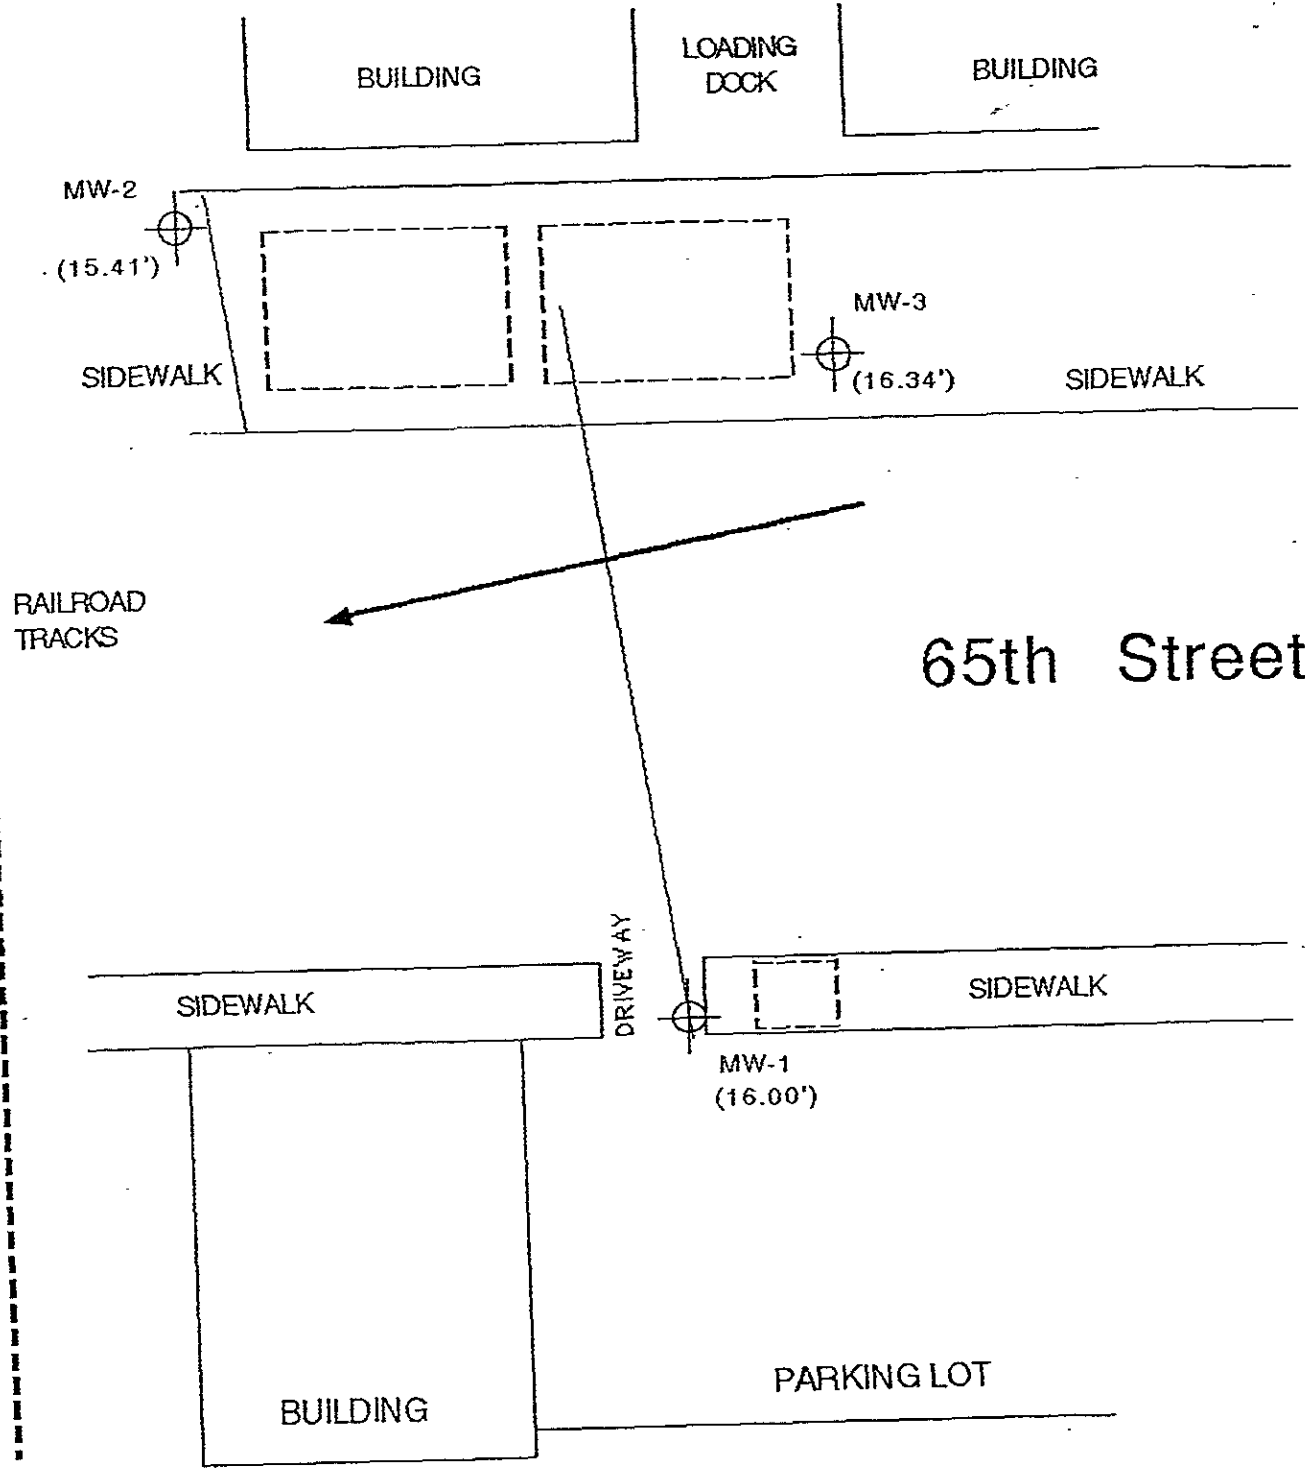 BUILDING
LOADING
DOCK
BUILDING
MW-2
(15.41')
MW-3
(16.34')
SIDEWALK
SIDEWALK
RAILROAD
TRACKS
65th Street
DRIVEWAY
SIDEWALK
SIDEWALK
MW-1
(16.00')
PARKING LOT
BUILDING